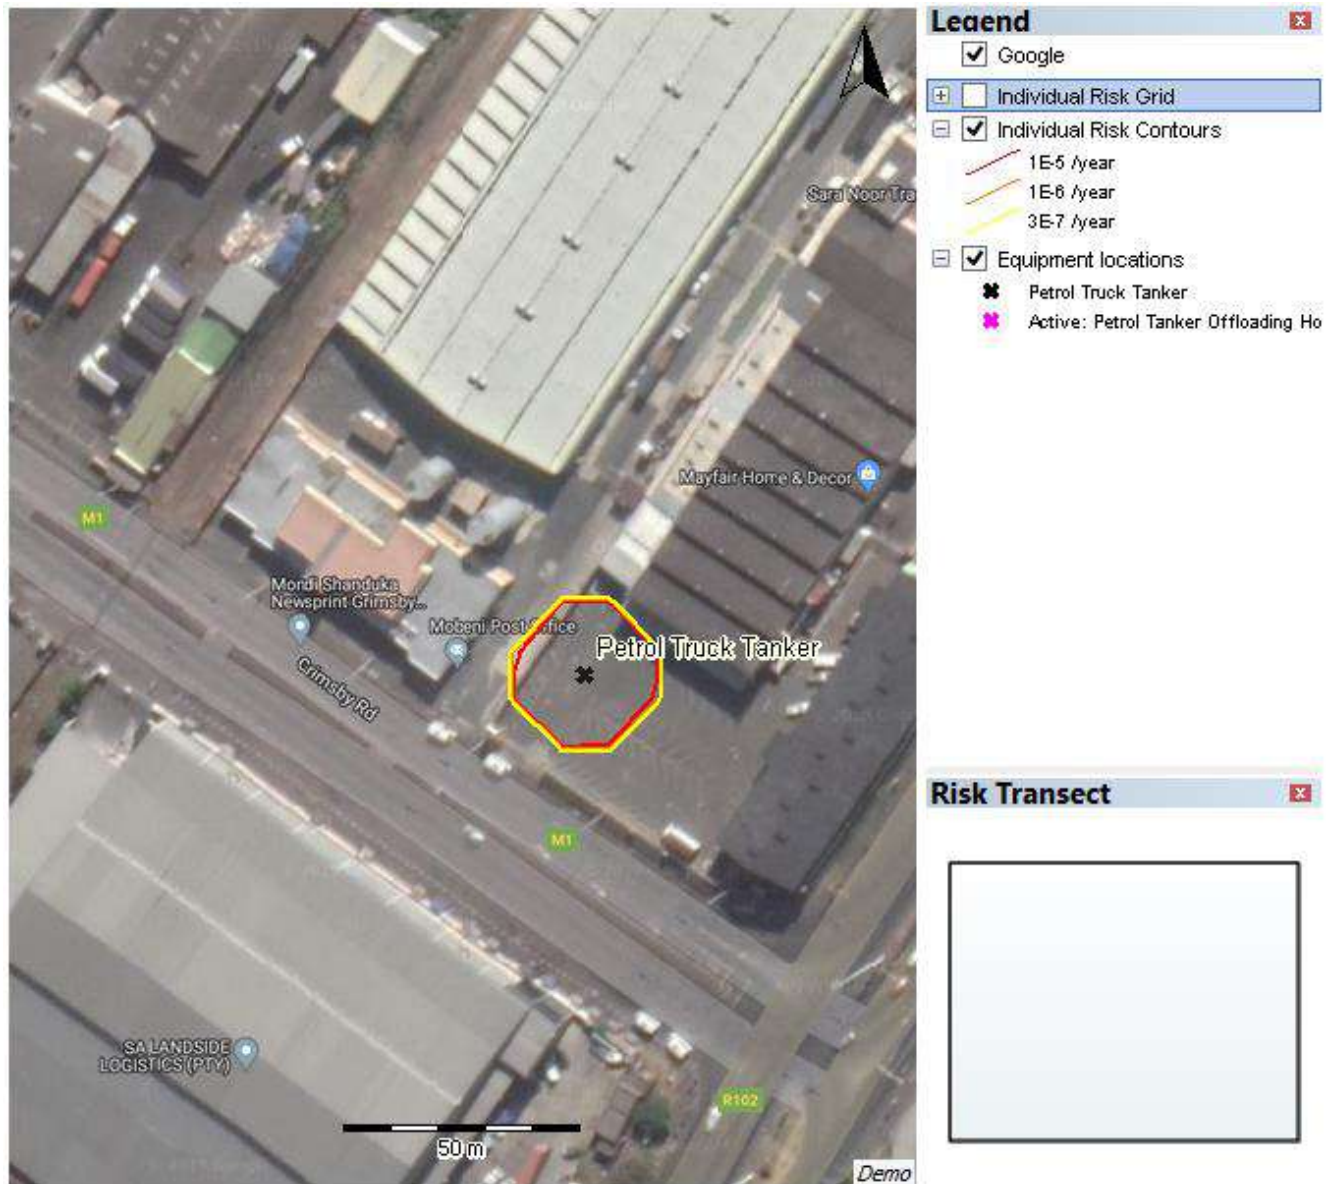 Legend
Google
Individual Risk Grid
Individual Risk Contours
1E-5 /year
1E-6 /year
3E-7 /year
Equipment locations
Petrol Truck Tanker
Active: Petrol Tanker Offloading Ho
Sara Noor Tra
Mayfair Home & Decor
M1
Mondi Shanduka
Newsprint Grimsby...
Mobeni Post Office
Petrol Truck Tanker
Grimsby Rd
M1
SA LANDSIDE
LOGISTICS (PTY)
R102
50 m
Demo
Risk Transect